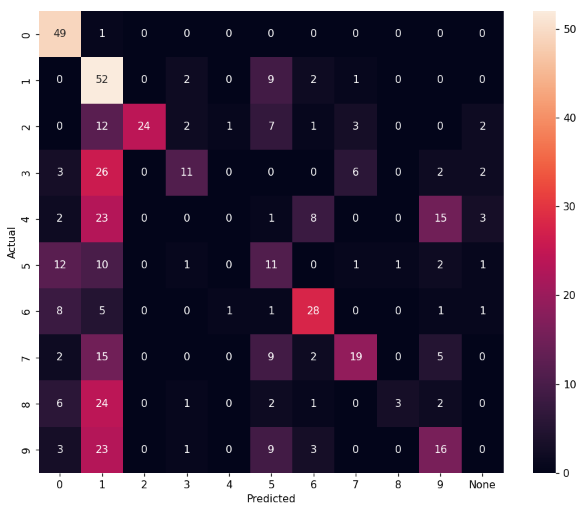 0 49 1 0 0 0 0 0 0 0 0 0
1 0 52 0 2 0 9 2 1 0 0 0
2 0 12 24 2 1 7 1 3 0 0 2
3 3 26 0 11 0 0 0 6 0 2 2
4 2 23 0 0 0 1 8 0 0 15 3
5 12 10 0 1 0 11 0 1 1 2 1
6 8 5 0 0 1 1 28 0 0 1 1
7 2 15 0 0 0 9 2 19 0 5 0
8 6 24 0 1 0 2 1 0 3 2 0
9 3 23 0 1 0 9 3 0 0 16 0
0 1 2 3 4 5 6 7 8 9 None
Predicted
Actual
50
40
30
20
10
0